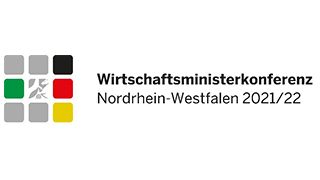 Wirtschaftsministerkonferenz
Nordrhein-Westfalen 2021/22